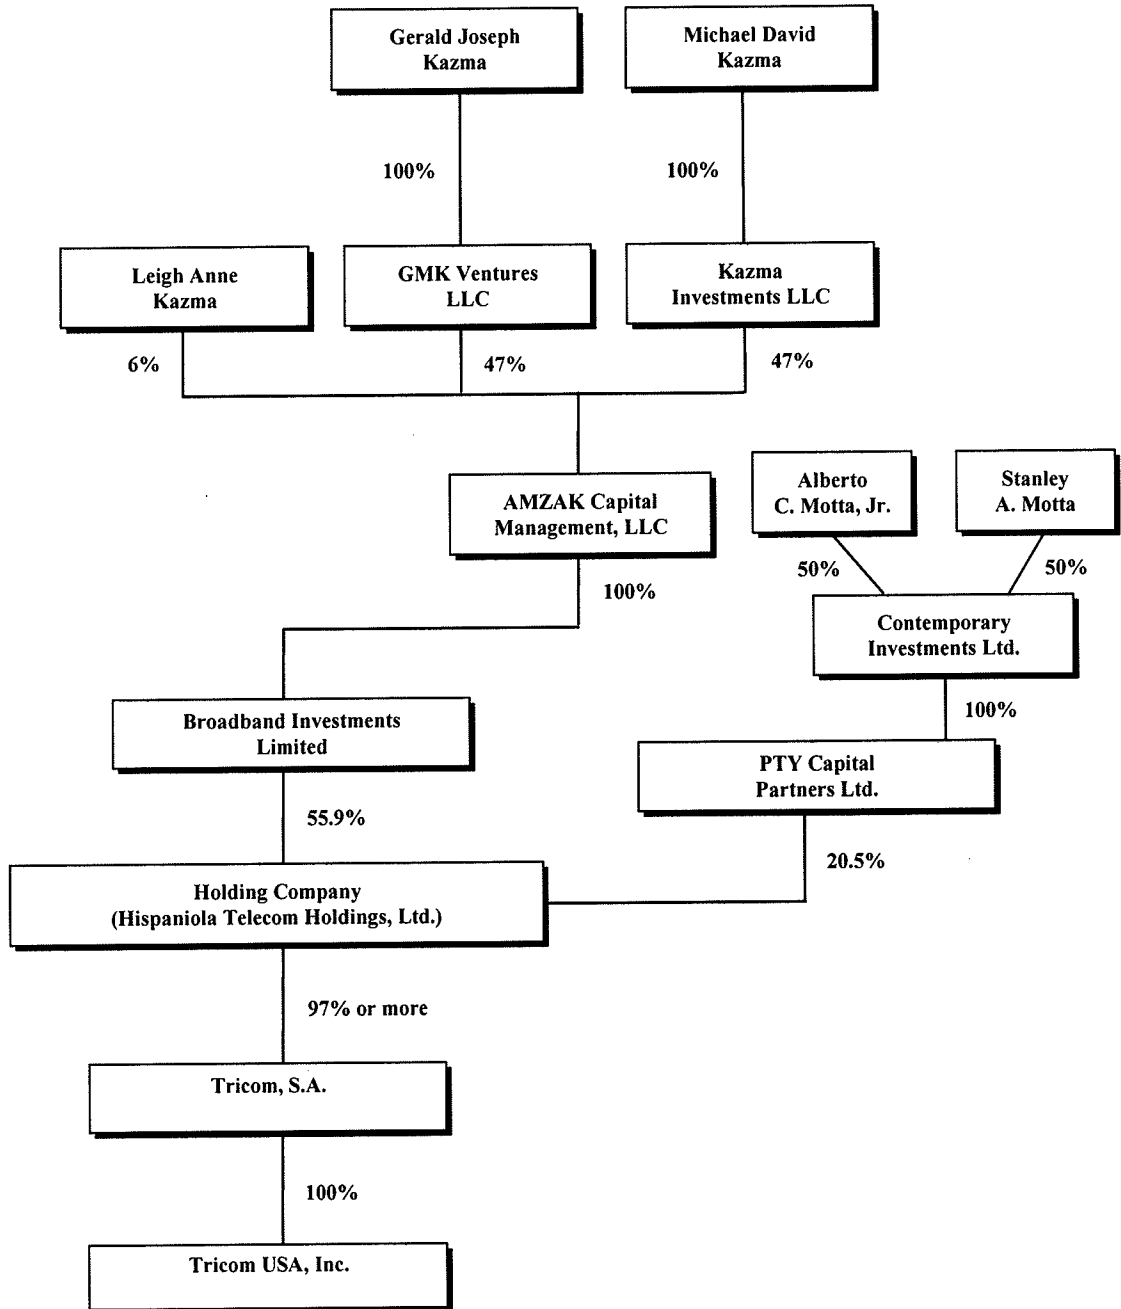 Gerald Joseph
Kazma
Michael David
Kazma
100%
100%
Leigh Anne
Kazma
GMK Ventures
LLC
Kazma
Investments LLC
6%
47%
47%
AMZAK Capital
Management, LLC
Alberto
C. Motta, Jr.
Stanley
A. Motta
100%
50%
50%
Contemporary
Investments Ltd.
100%
Broadband Investments
Limited
PTY Capital
Partners Ltd.
55.9%
20.5%
Holding Company
(Hispaniola Telecom Holdings, Ltd.)
97% or more
Tricom, S.A.
100%
Tricom USA, Inc.